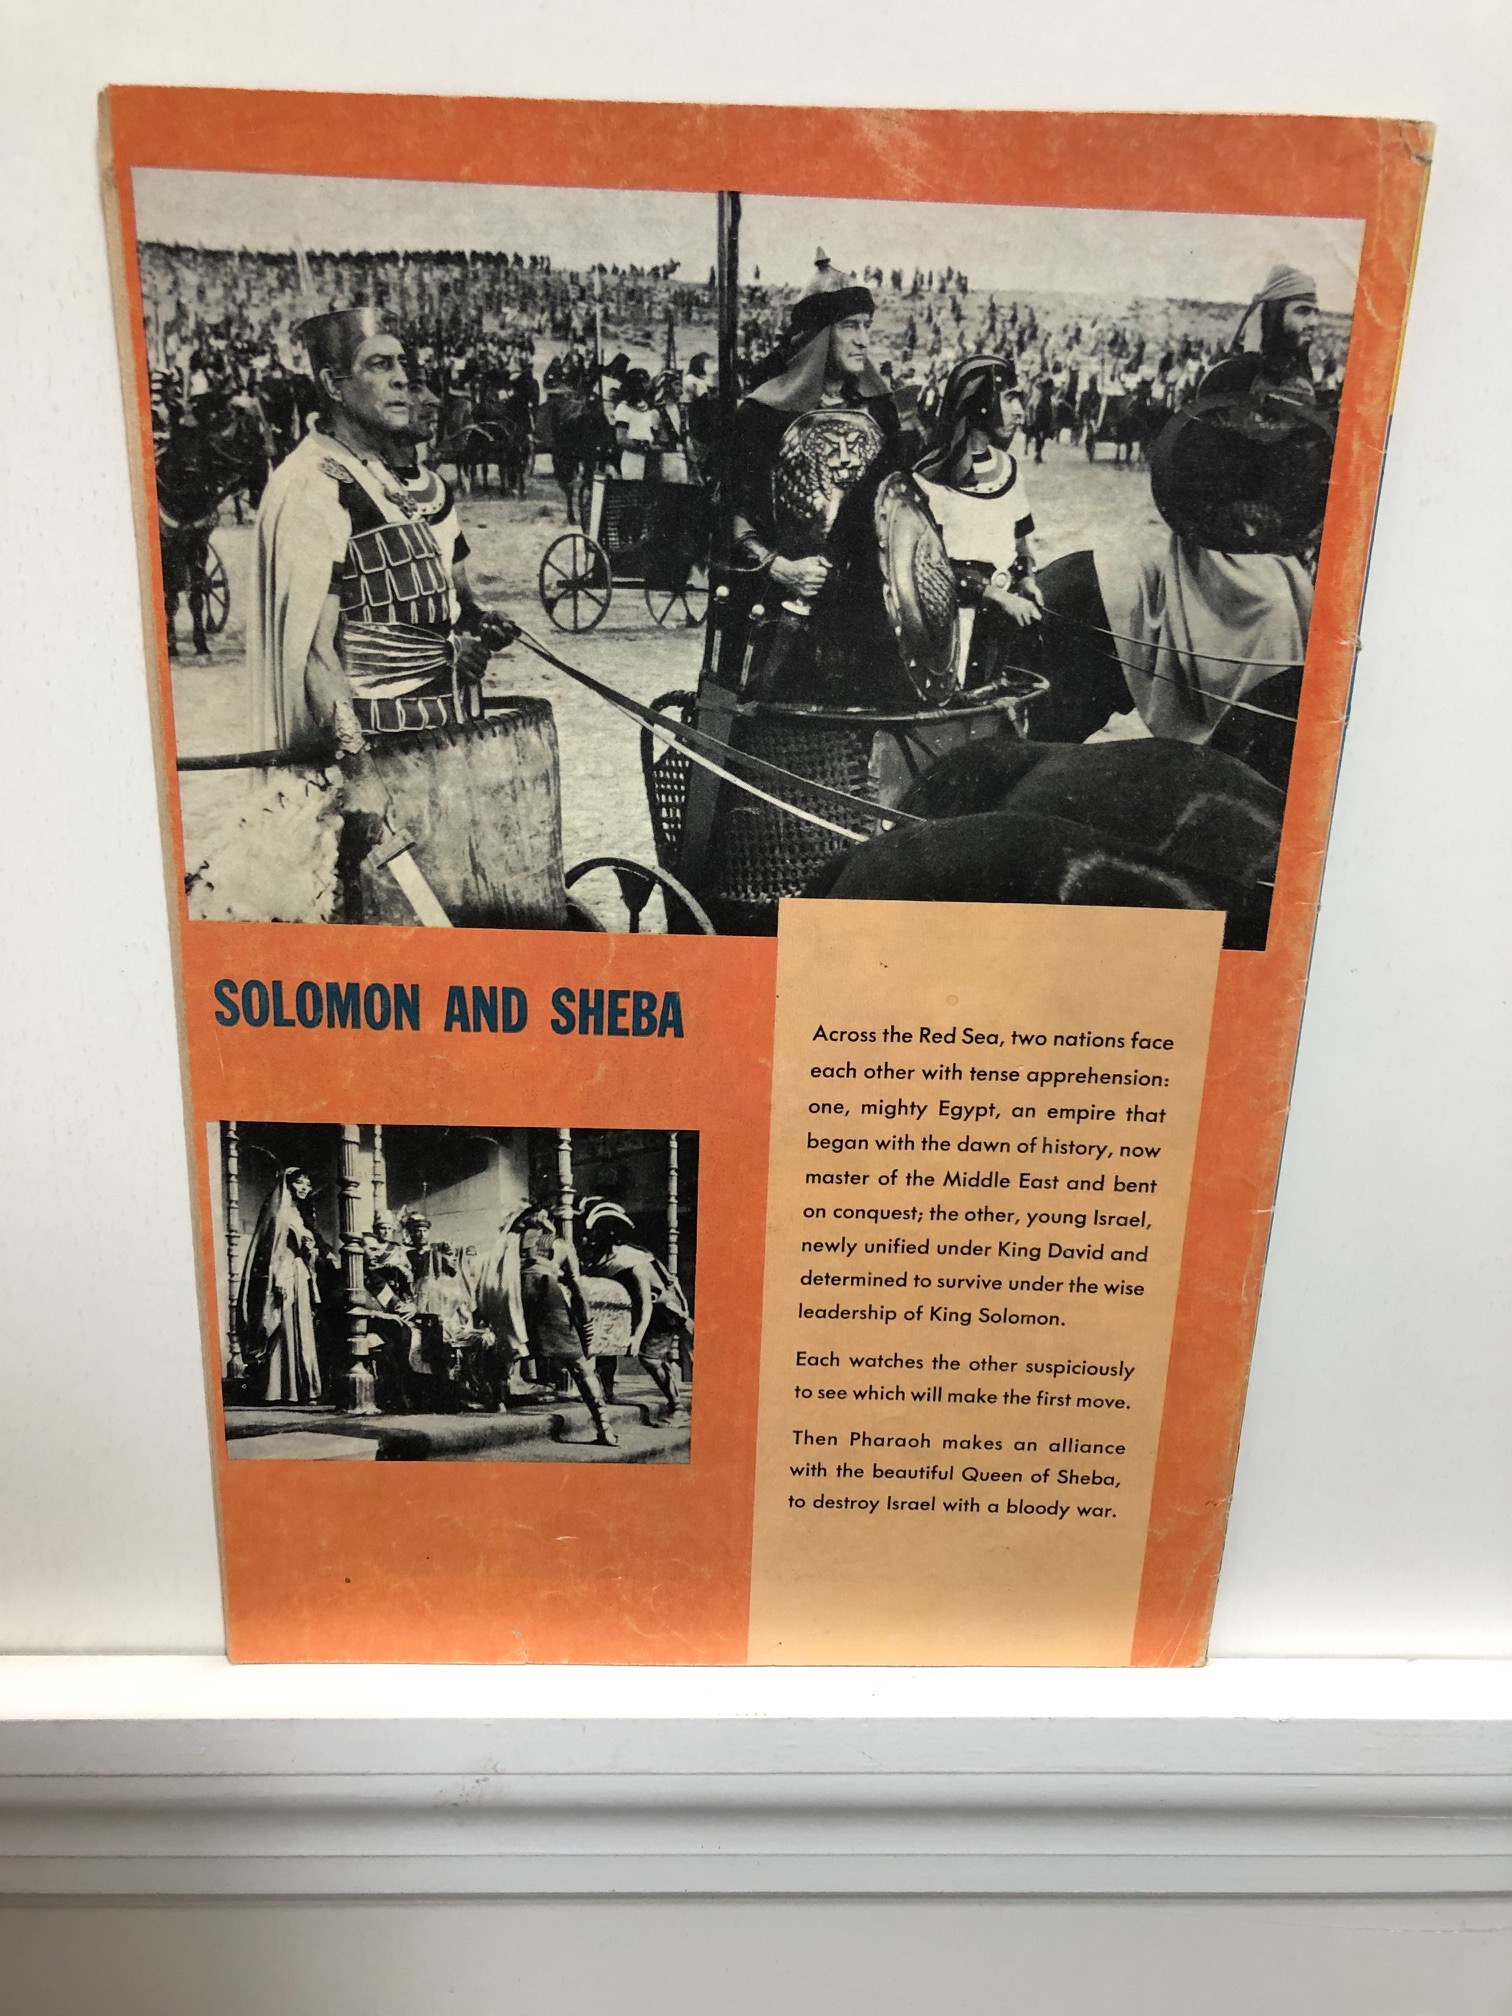 SOLOMON AND SHEBA
Across the Red Sea, two nations face
each other with tense apprehension:
one, mighty Egypt, an empire that
began with the dawn of history, now
master of the Middle East and bent
on conquest; the other, young Israel,
newly unified under King David and
determined to survive under the wise
leadership of King Solomon.
Each watches the other suspiciously
to see which will make the first move.
Then Pharaoh makes an alliance
with the beautiful Queen of Sheba,
to destroy Israel with a bloody war.